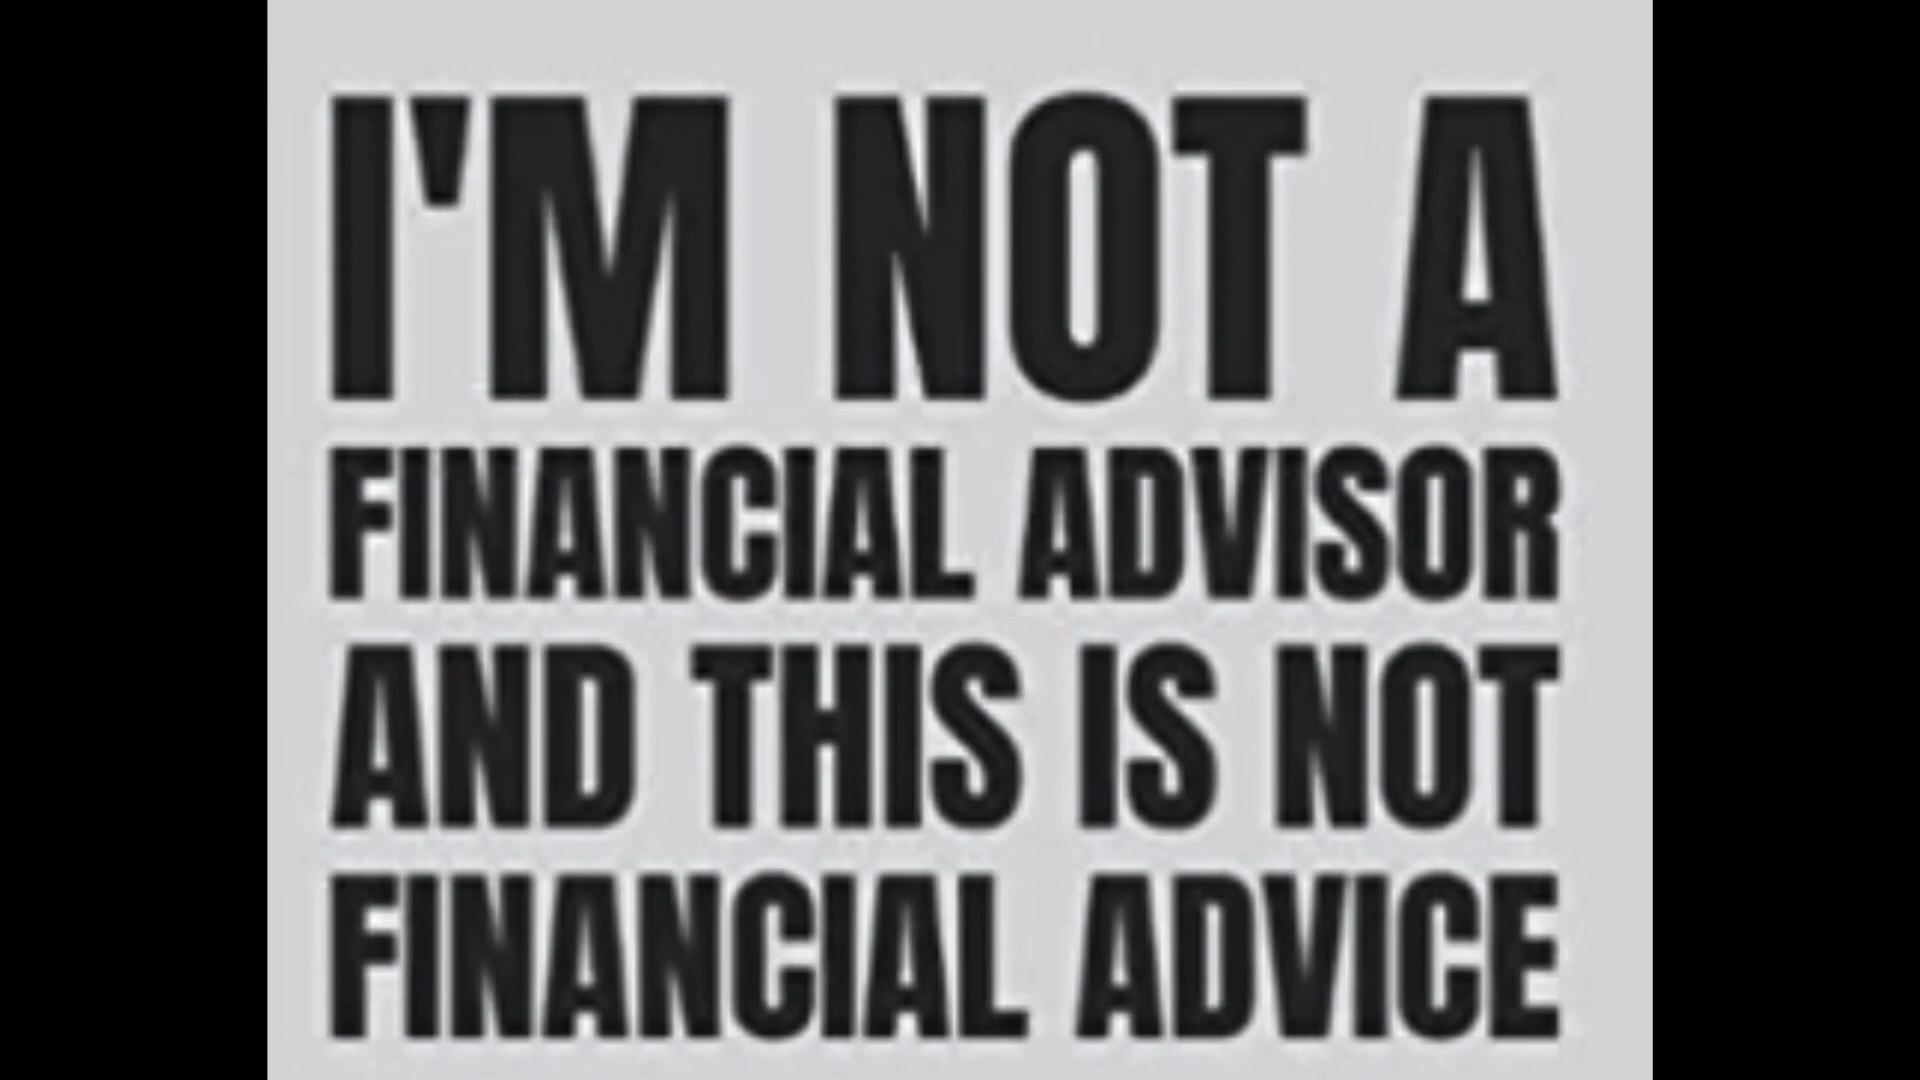 I'M NOT A
FINANCIAL ADVISOR
AND THIS IS NOT
FINANCIAL ADVICE